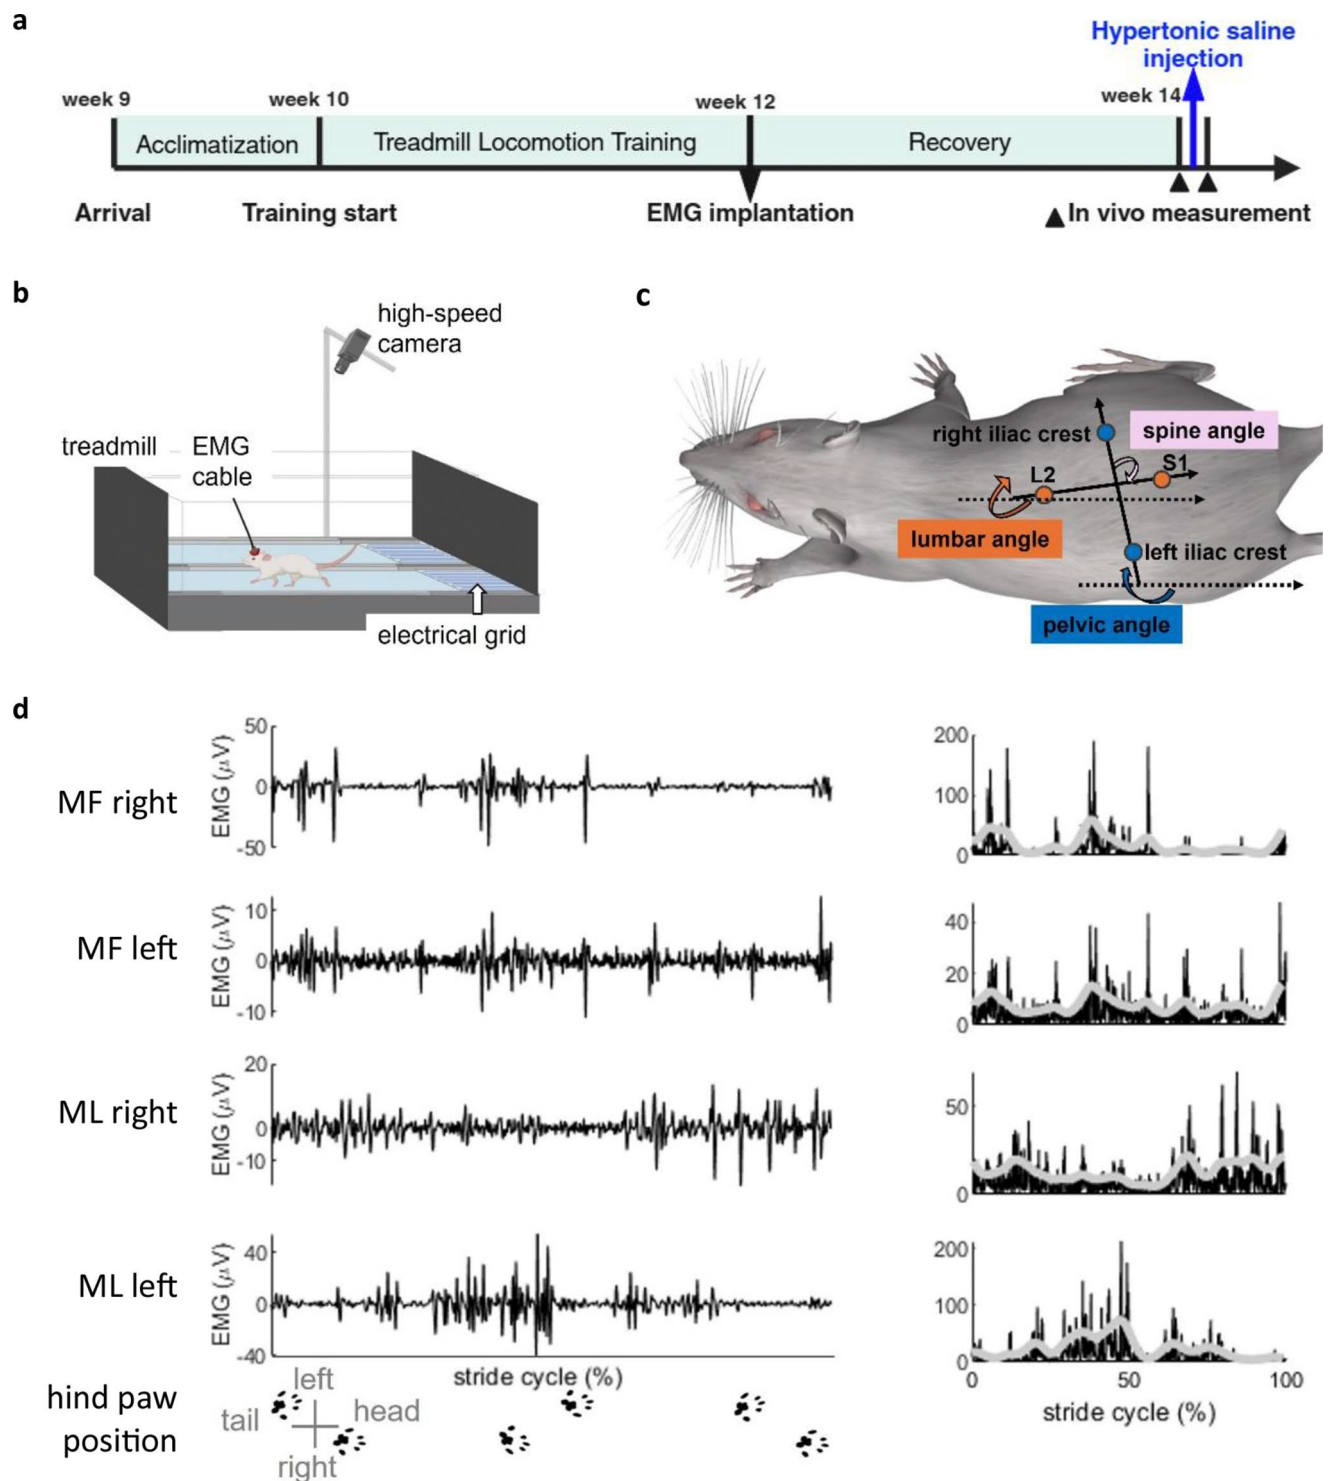 a
Hypertonic saline
injection
week 9
week 10
week 12
week 14
Acclimatization
Treadmill Locomotion Training
Recovery
Arrival
Training start
EMG implantation
In vivo measurement
b
high-speed
camera
treadmill
EMG
cable
electrical grid
c
right iliac crest
spine angle
L2
S1
lumbar angle
left iliac crest
pelvic angle
d
MF right
EMG (μV)
50
0
-50
200
100
0
MF left
EMG (μV)
10
0
-10
40
20
0
ML right
EMG (μV)
20
0
-10
50
0
ML left
EMG (μV)
40
0
-40
200
100
0
0
50
100
stride cycle (%)
stride cycle (%)
hind paw
position
left
tail
head
right